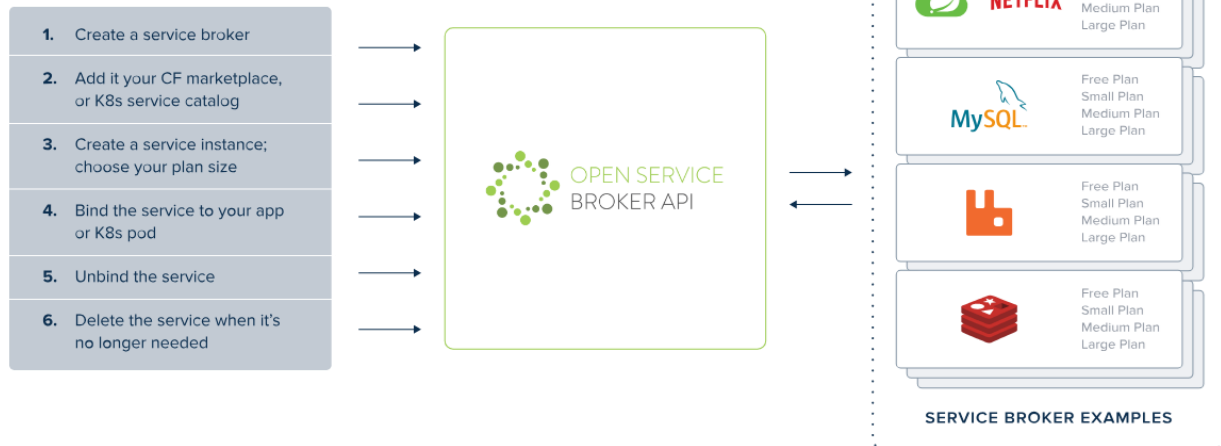 1. Create a service broker
2. Add it your CF marketplace,
or K8s service catalog
3. Create a service instance;
choose your plan size
4. Bind the service to your app
or K8s pod
5. Unbind the service
6. Delete the service when it's
no longer needed
OPEN SERVICE
BROKER API
NETFLIX
Medium Plan
Large Plan
MySQL
Free Plan
Small Plan
Medium Plan
Large Plan
Free Plan
Small Plan
Medium Plan
Large Plan
Free Plan
Small Plan
Medium Plan
Large Plan
SERVICE BROKER EXAMPLES